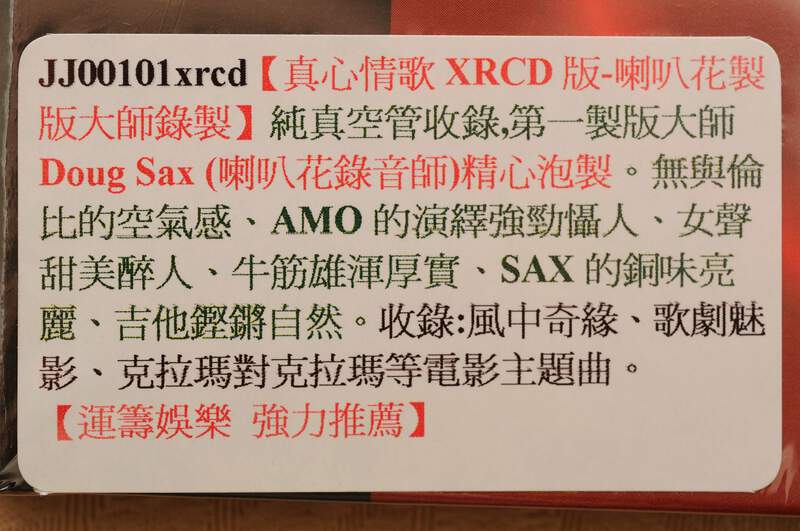 JJ00101xrcd【真心情歌 XRCD 版-喇叭花製
版大師錄製】純真空管收錄,第一製版大師
Doug Sax (喇叭花錄音師)精心泡製。無與倫
比的空氣感、AMO 的演繹強勁懾人、女聲
甜美醉人、牛筋雄渾厚實、SAX 的銅味亮
麗、吉他鏗鏘自然。收錄:風中奇緣、歌劇魅
影、克拉瑪對克拉瑪等電影主題曲。
【運籌娛樂 強力推薦】